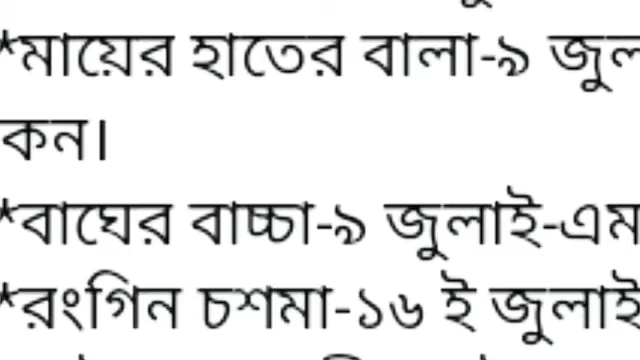 *মায়ের হাতের বালা-৯ জুল
কন।
*বাঘের বাচ্চা-৯ জুলাই-এম
*রংগিন চশমা-১৬ ই জুলাই